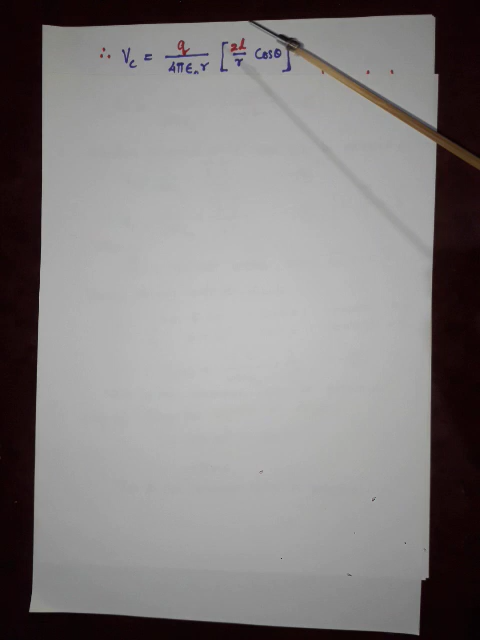 ∴ V_c = q / 4πε₀r [ 2l / r Cosθ ]